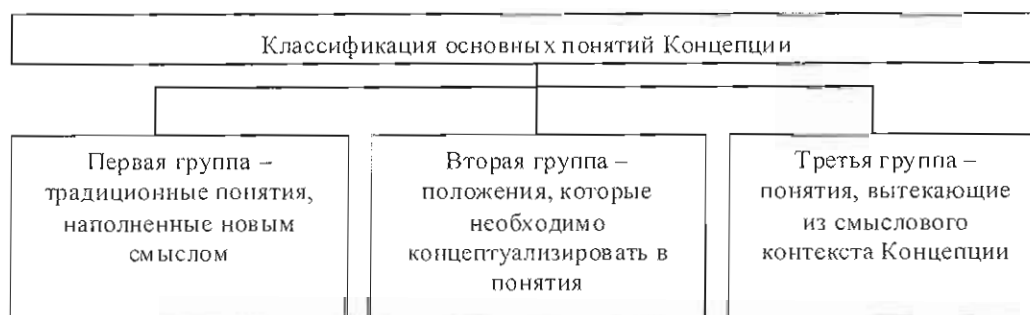 Классификация основных понятий Концепции
Первая группа –
традиционные понятия,
наполненные новым
смыслом
Вторая группа –
положения, которые
необходимо
концептуализировать в
понятия
Третья группа –
понятия, вытекающие
из смыслового
контекста Концепции